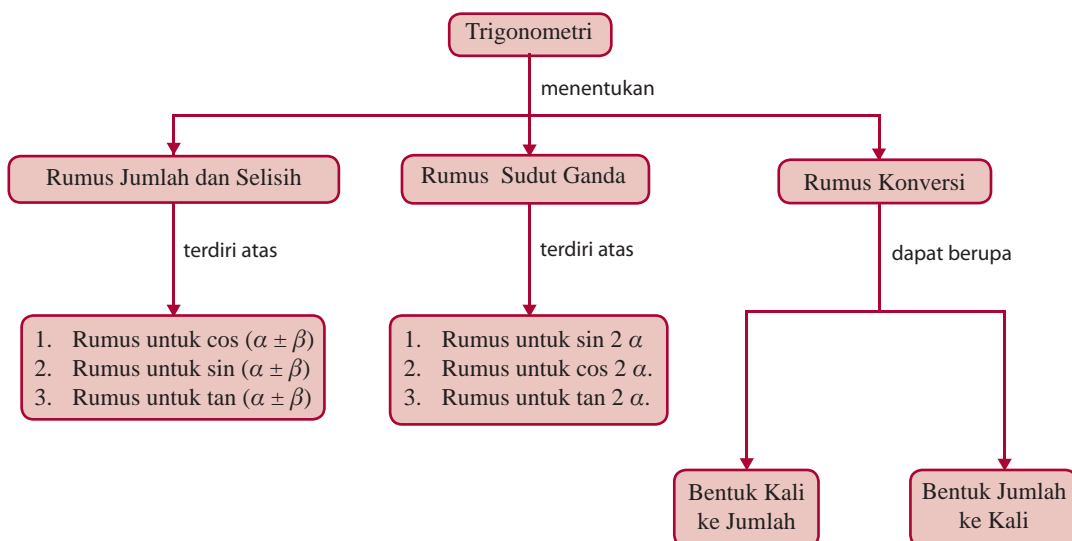 Trigonometri
menentukan
Rumus Jumlah dan Selisih
Rumus Sudut Ganda
Rumus Konversi
terdiri atas
terdiri atas
dapat berupa
1. Rumus untuk cos (α ± β)
2. Rumus untuk sin (α ± β)
3. Rumus untuk tan (α ± β)
1. Rumus untuk sin 2 α
2. Rumus untuk cos 2 α.
3. Rumus untuk tan 2 α.
Bentuk Kali
ke Jumlah
Bentuk Jumlah
ke Kali